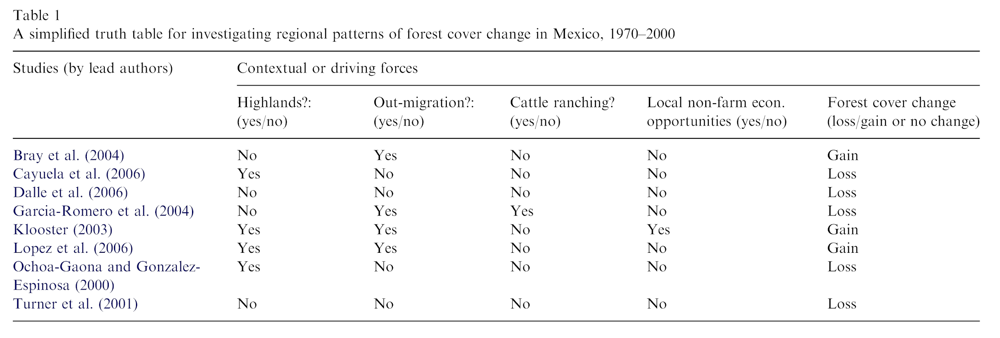 Table 1
A simplified truth table for investigating regional patterns of forest cover change in Mexico, 1970–2000
Studies (by lead authors) Contextual or driving forces
Highlands?: Out-migration?: Cattle ranching? Local non-farm econ. Forest cover change
(yes/no) (yes/no) (yes/no) opportunities (yes/no) (loss/gain or no change)
Bray et al. (2004) No Yes No No Gain
Cayuela et al. (2006) Yes No No No Loss
Dalle et al. (2006) No No No No Loss
Garcia-Romero et al. (2004) No Yes Yes No Loss
Klooster (2003) Yes Yes No Yes Gain
Lopez et al. (2006) Yes Yes No No Gain
Ochoa-Gaona and Gonzalez- Yes No No No Loss
Espinosa (2000)
Turner et al. (2001) No No No No Loss